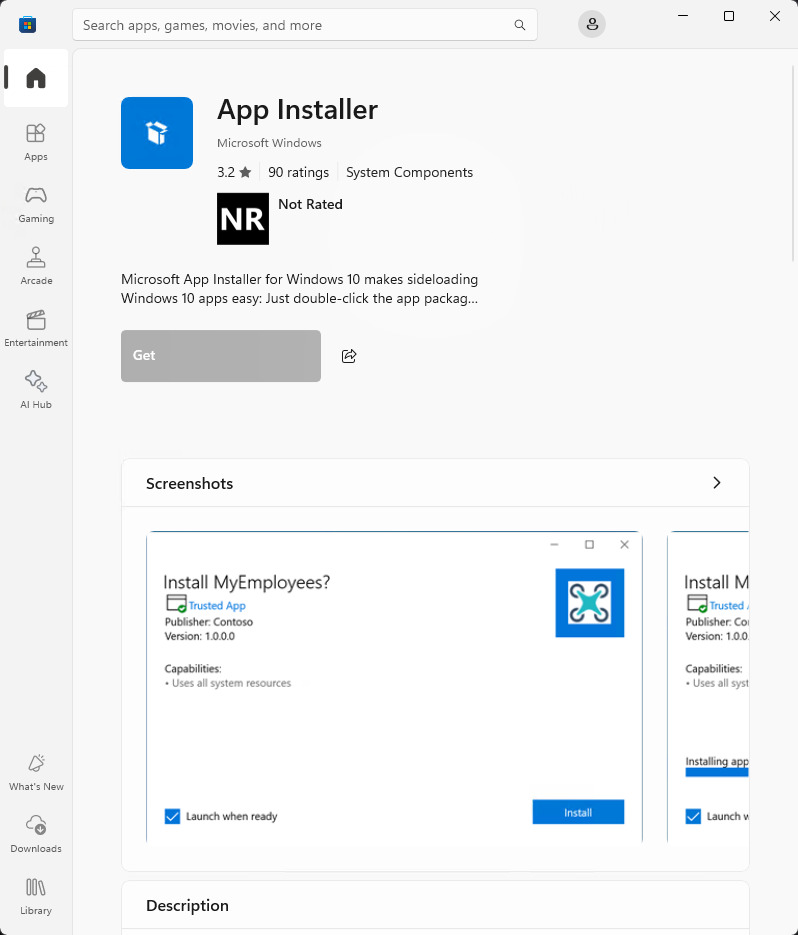 Search apps, games, movies, and more
App Installer
Microsoft Windows
3.2 ★ 90 ratings System Components
NR Not Rated
Microsoft App Installer for Windows 10 makes sideloading
Windows 10 apps easy: Just double-click the app packag...
Get
Apps
Gaming
Arcade
Entertainment
AI Hub
What's New
Downloads
Library
Screenshots
Install MyEmployees?
Trusted App
Publisher: Contoso
Version: 1.0.0.0
Capabilities:
• Uses all system resources
Launch when ready
Install
Install M
Trusted
Publisher: Co
Version: 1.0.0.
Capabilities:
• Uses all syst
Installing app
Launch w
Description